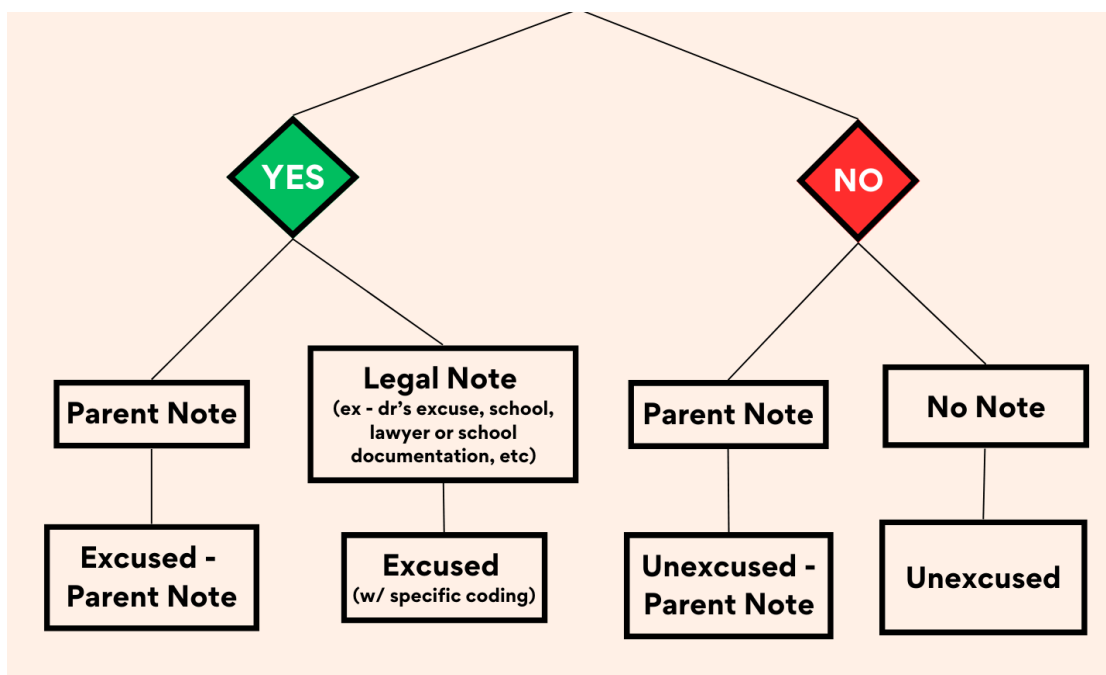 YES
NO
Parent Note
Legal Note
(ex - dr's excuse, school,
lawyer or school
documentation, etc)
Parent Note
No Note
Excused -
Parent Note
Excused
(w/ specific coding)
Unexcused -
Parent Note
Unexcused